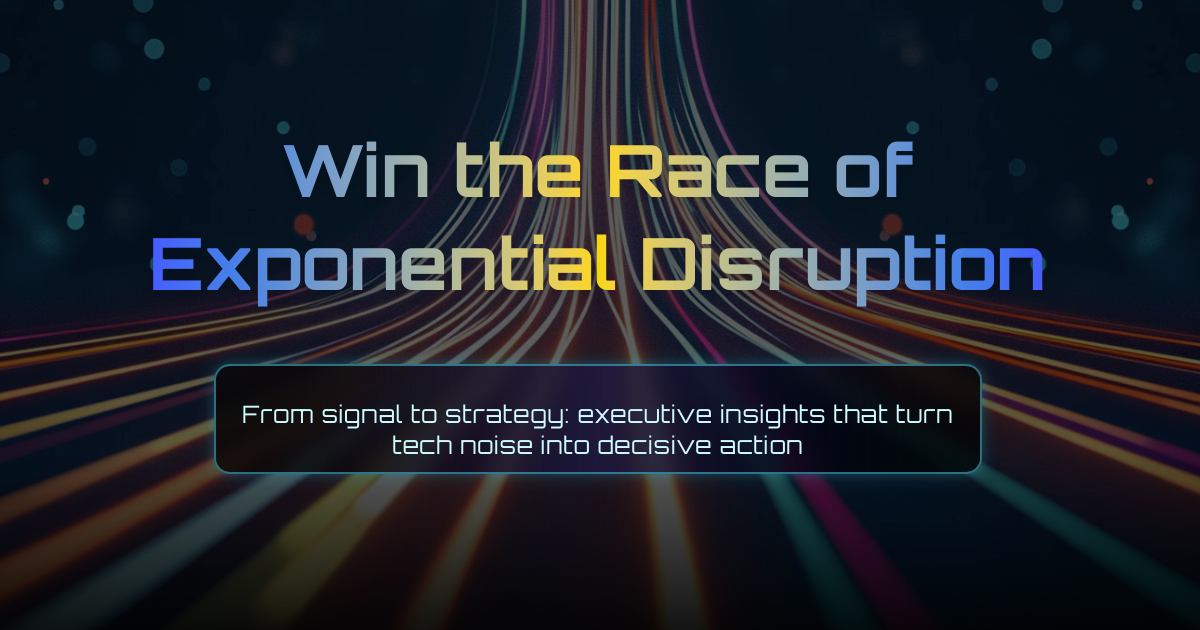 Win the Race of
Exponential Disruption
From signal to strategy: executive insights that turn
tech noise into decisive action